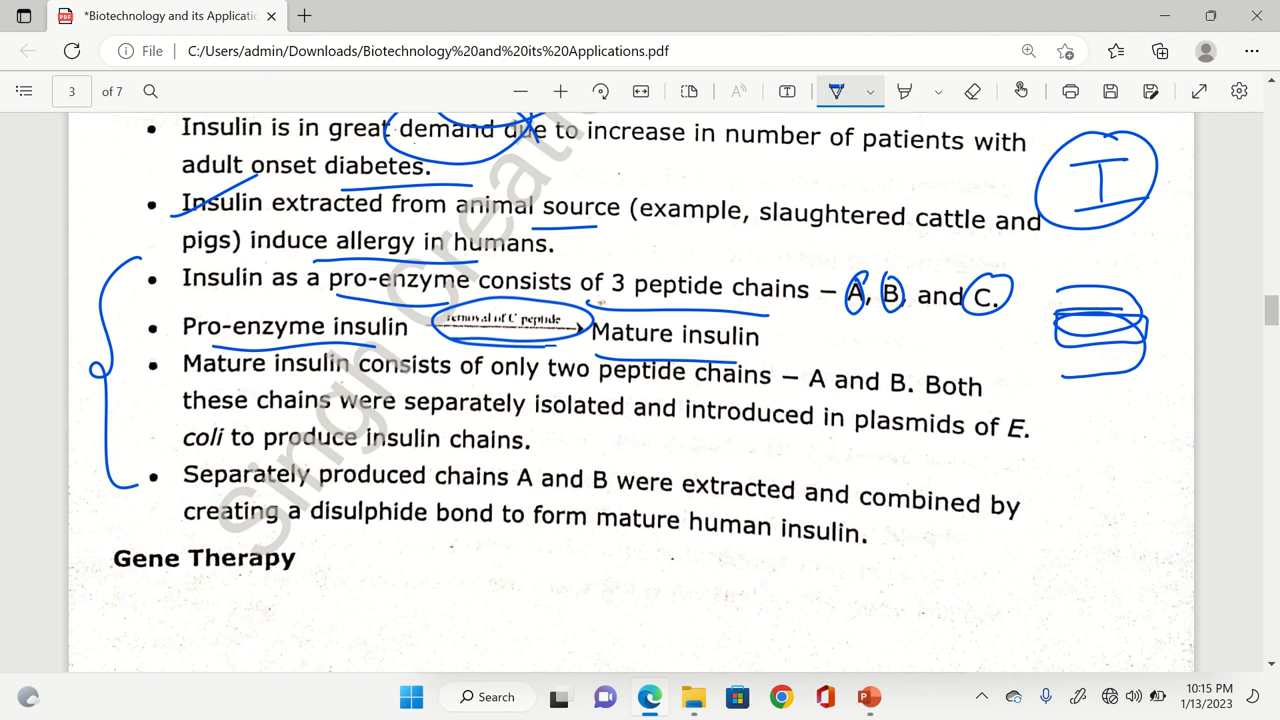 *Biotechnology and its Applicati
File
C:/Users/admin/Downloads/Biotechnology%20and%20its%20Applications.pdf
3 of 7
• Insulin is in great demand due to increase in number of patients with
adult onset diabetes.
• Insulin extracted from animal source (example, slaughtered cattle and
pigs) induce allergy in humans.
• Insulin as a pro-enzyme consists of 3 peptide chains – A, B, and C.
• Pro-enzyme insulin removal of C peptide Mature insulin
• Mature insulin consists of only two peptide chains – A and B. Both
these chains were separately isolated and introduced in plasmids of E.
coli to produce insulin chains.
• Separately produced chains A and B were extracted and combined by
creating a disulphide bond to form mature human insulin.
Gene Therapy
I
Search
10:15 PM
1/13/2023